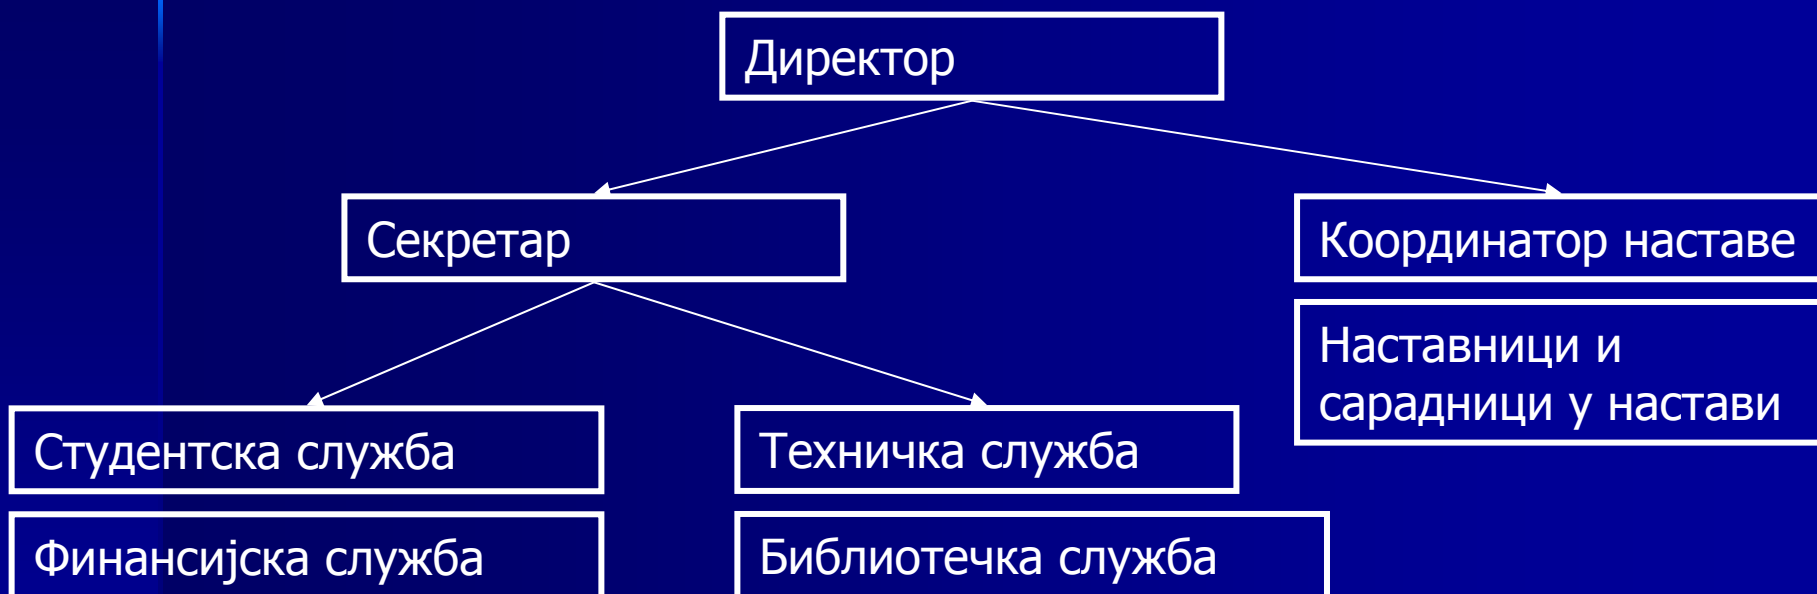 Директор
Секретар
Координатор наставе
Наставници и
сарадници у настави
Студентска служба
Техничка служба
Финансијска служба
Библиотечка служба